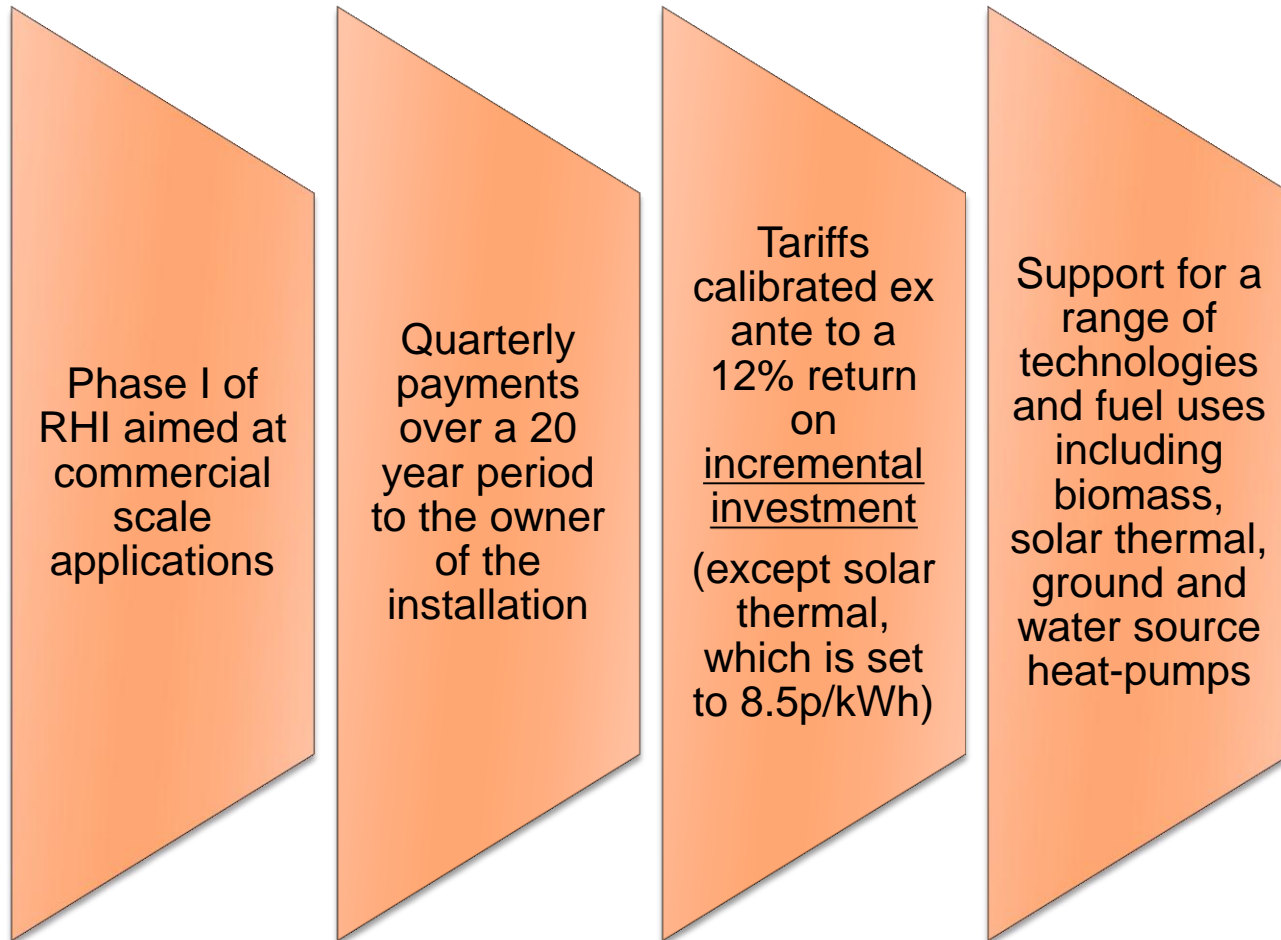 Phase I of
RHI aimed at
commercial
scale
applications
Quarterly
payments
over a 20
year period
to the owner
of the
installation
Tariffs
calibrated ex
ante to a
12% return
on
incremental
investment
(except solar
thermal,
which is set
to 8.5p/kWh)
Support for a
range of
technologies
and fuel uses
including
biomass,
solar thermal,
ground and
water source
heat-pumps